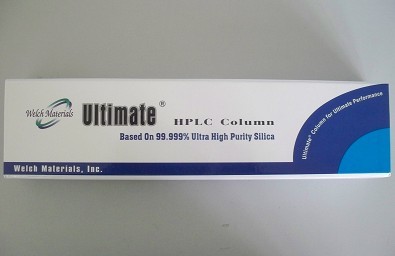 Welch Materials
Ultimate® HPLC Column
Based On 99.999% Ultra High Purity Silica
Ultimate® Column for Ultimate Performance
Welch Materials, Inc.